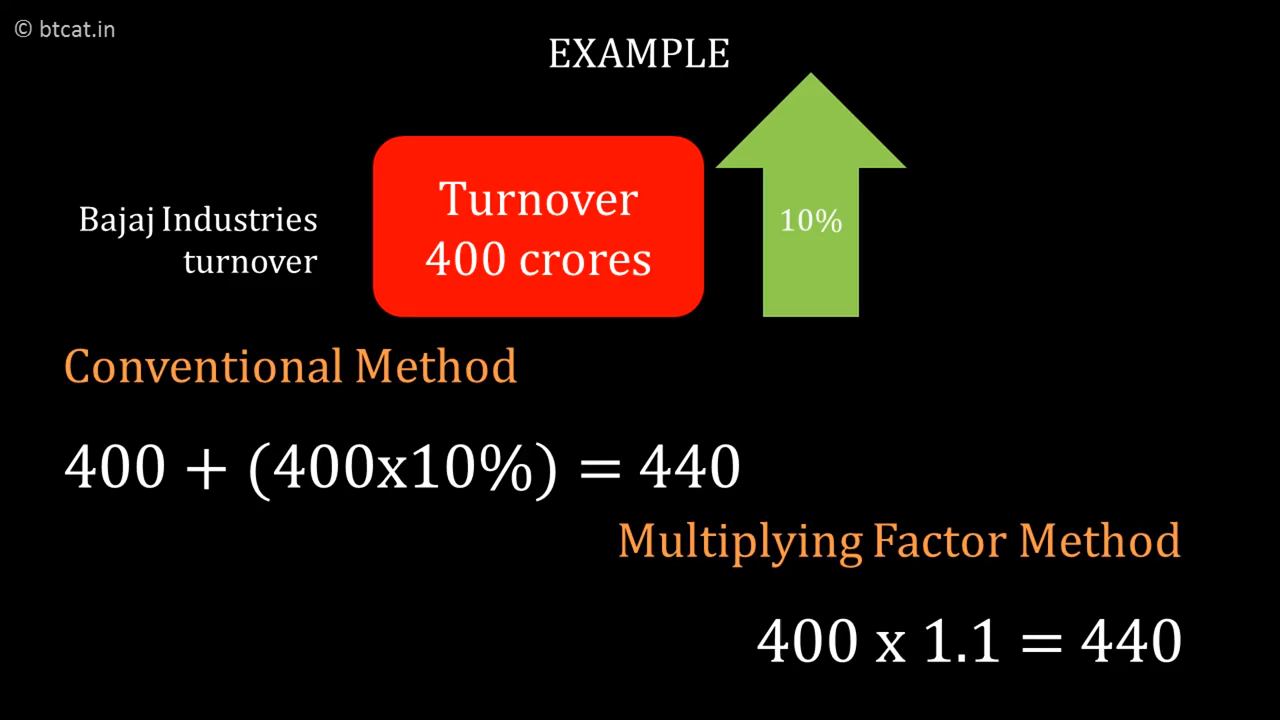 © btcat.in
EXAMPLE
Bajaj Industries
turnover
Turnover
400 crores
10%
Conventional Method
400 + (400x10%) = 440
Multiplying Factor Method
400 x 1.1 = 440